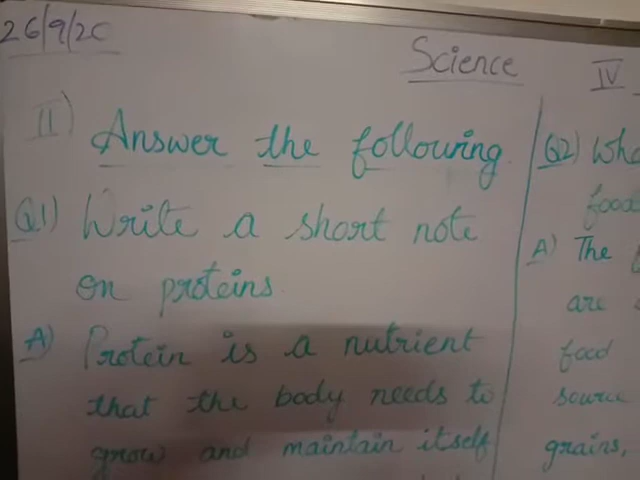 26/9/20
Science
IV
II) Answer the following.
Q1) Write a short note
on proteins.
A) Protein is a nutrient
that the body needs to
grow and maintain itself
Q2)
food
A) The
are
food
source
grains,